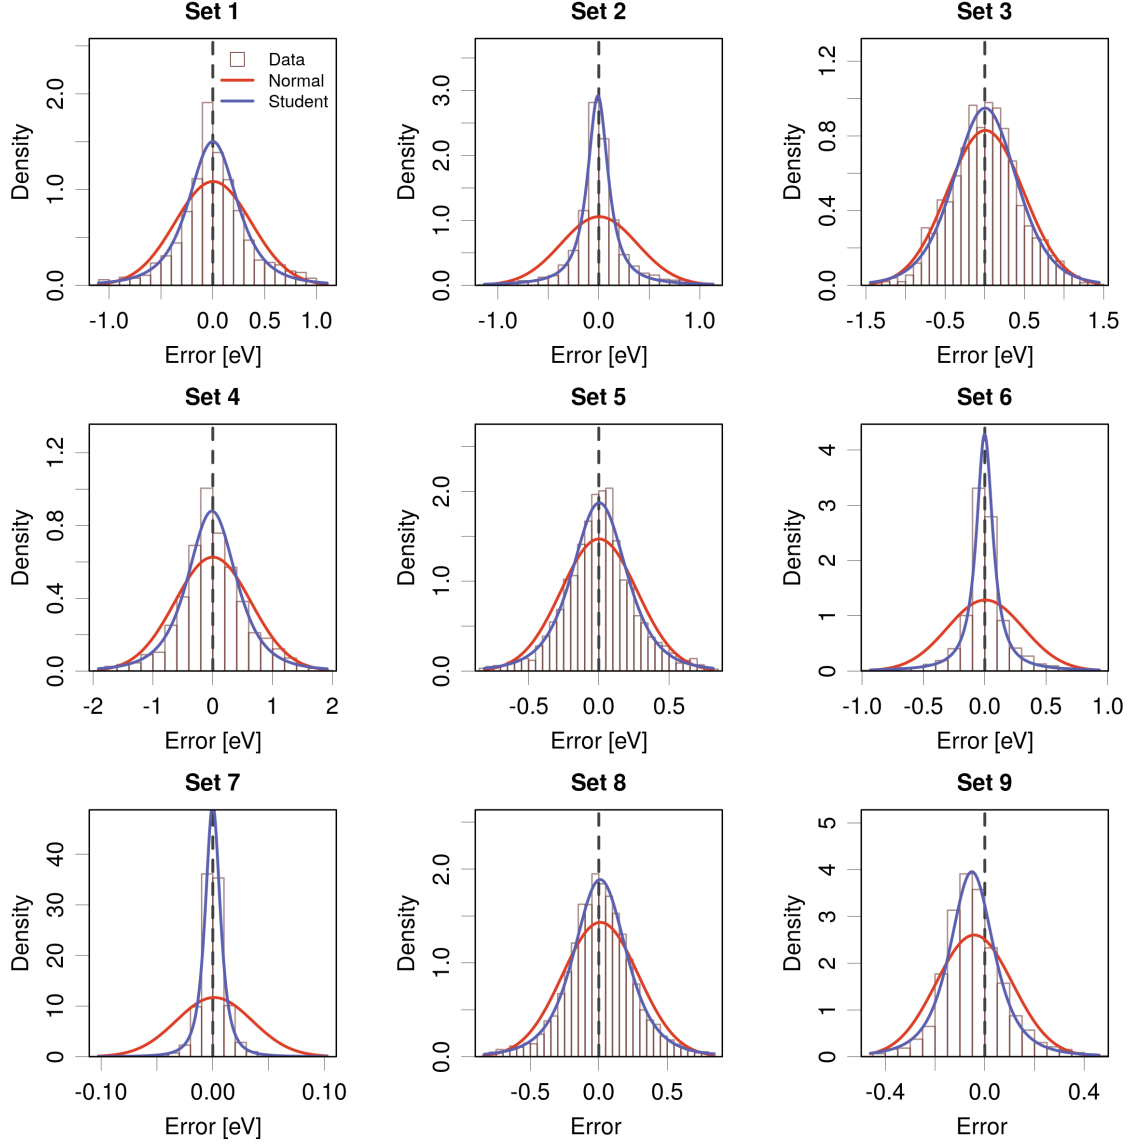 Set 1
Data
Normal
Student
Density
0.0 1.0 2.0
-1.0 0.0 0.5 1.0
Error [eV]
Set 2
Density
0.0 1.0 2.0 3.0
-1.0 0.0 1.0
Error [eV]
Set 3
Density
0.0 0.4 0.8 1.2
-1.5 -0.5 0.5 1.5
Error [eV]
Set 4
Density
0.0 0.4 0.8 1.2
-2 -1 0 1 2
Error [eV]
Set 5
Density
0.0 1.0 2.0
-0.5 0.0 0.5
Error [eV]
Set 6
Density
0 1 2 3 4
-1.0 -0.5 0.0 0.5 1.0
Error [eV]
Set 7
Density
0 10 20 30 40
-0.10 0.00 0.10
Error [eV]
Set 8
Density
0.0 1.0 2.0
-0.5 0.0 0.5
Error
Set 9
Density
0 1 2 3 4 5
-0.4 0.0 0.4
Error